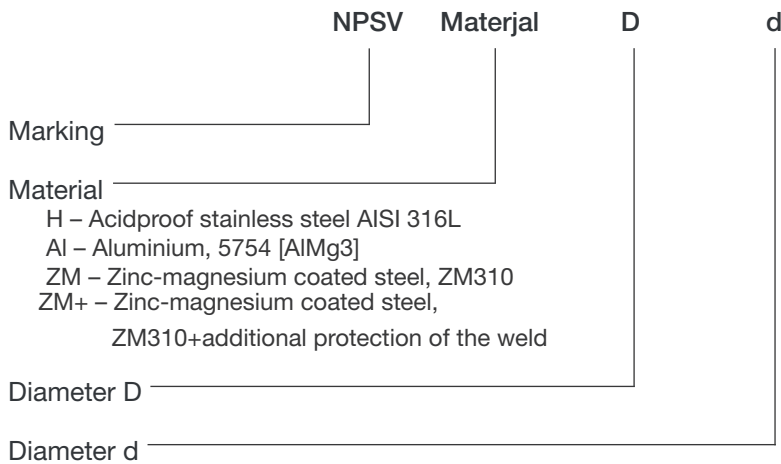 NPSV Materjal D d
Marking
Material
H – Acidproof stainless steel AISI 316L
Al – Aluminium, 5754 [AlMg3]
ZM – Zinc-magnesium coated steel, ZM310
ZM+ – Zinc-magnesium coated steel,
ZM310+additional protection of the weld
Diameter D
Diameter d